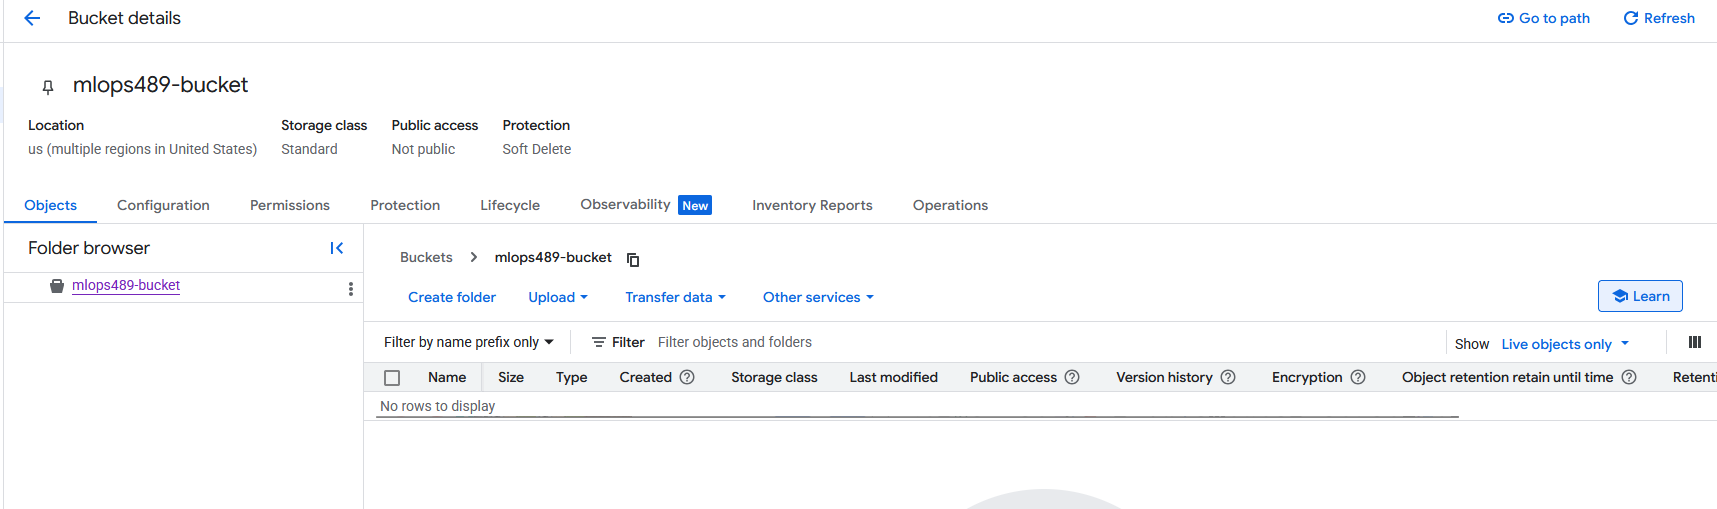 Bucket details
Go to path
Refresh
mlops489-bucket
Location
Storage class
Public access
Protection
us (multiple regions in United States)
Standard
Not public
Soft Delete
Objects
Configuration
Permissions
Protection
Lifecycle
Observability New
Inventory Reports
Operations
Folder browser
mlops489-bucket
Buckets
mlops489-bucket
Create folder
Upload
Transfer data
Other services
Learn
Filter by name prefix only
Filter
Filter objects and folders
Show
Live objects only
Name
Size
Type
Created
Storage class
Last modified
Public access
Version history
Encryption
Object retention retain until time
Retenti
No rows to display